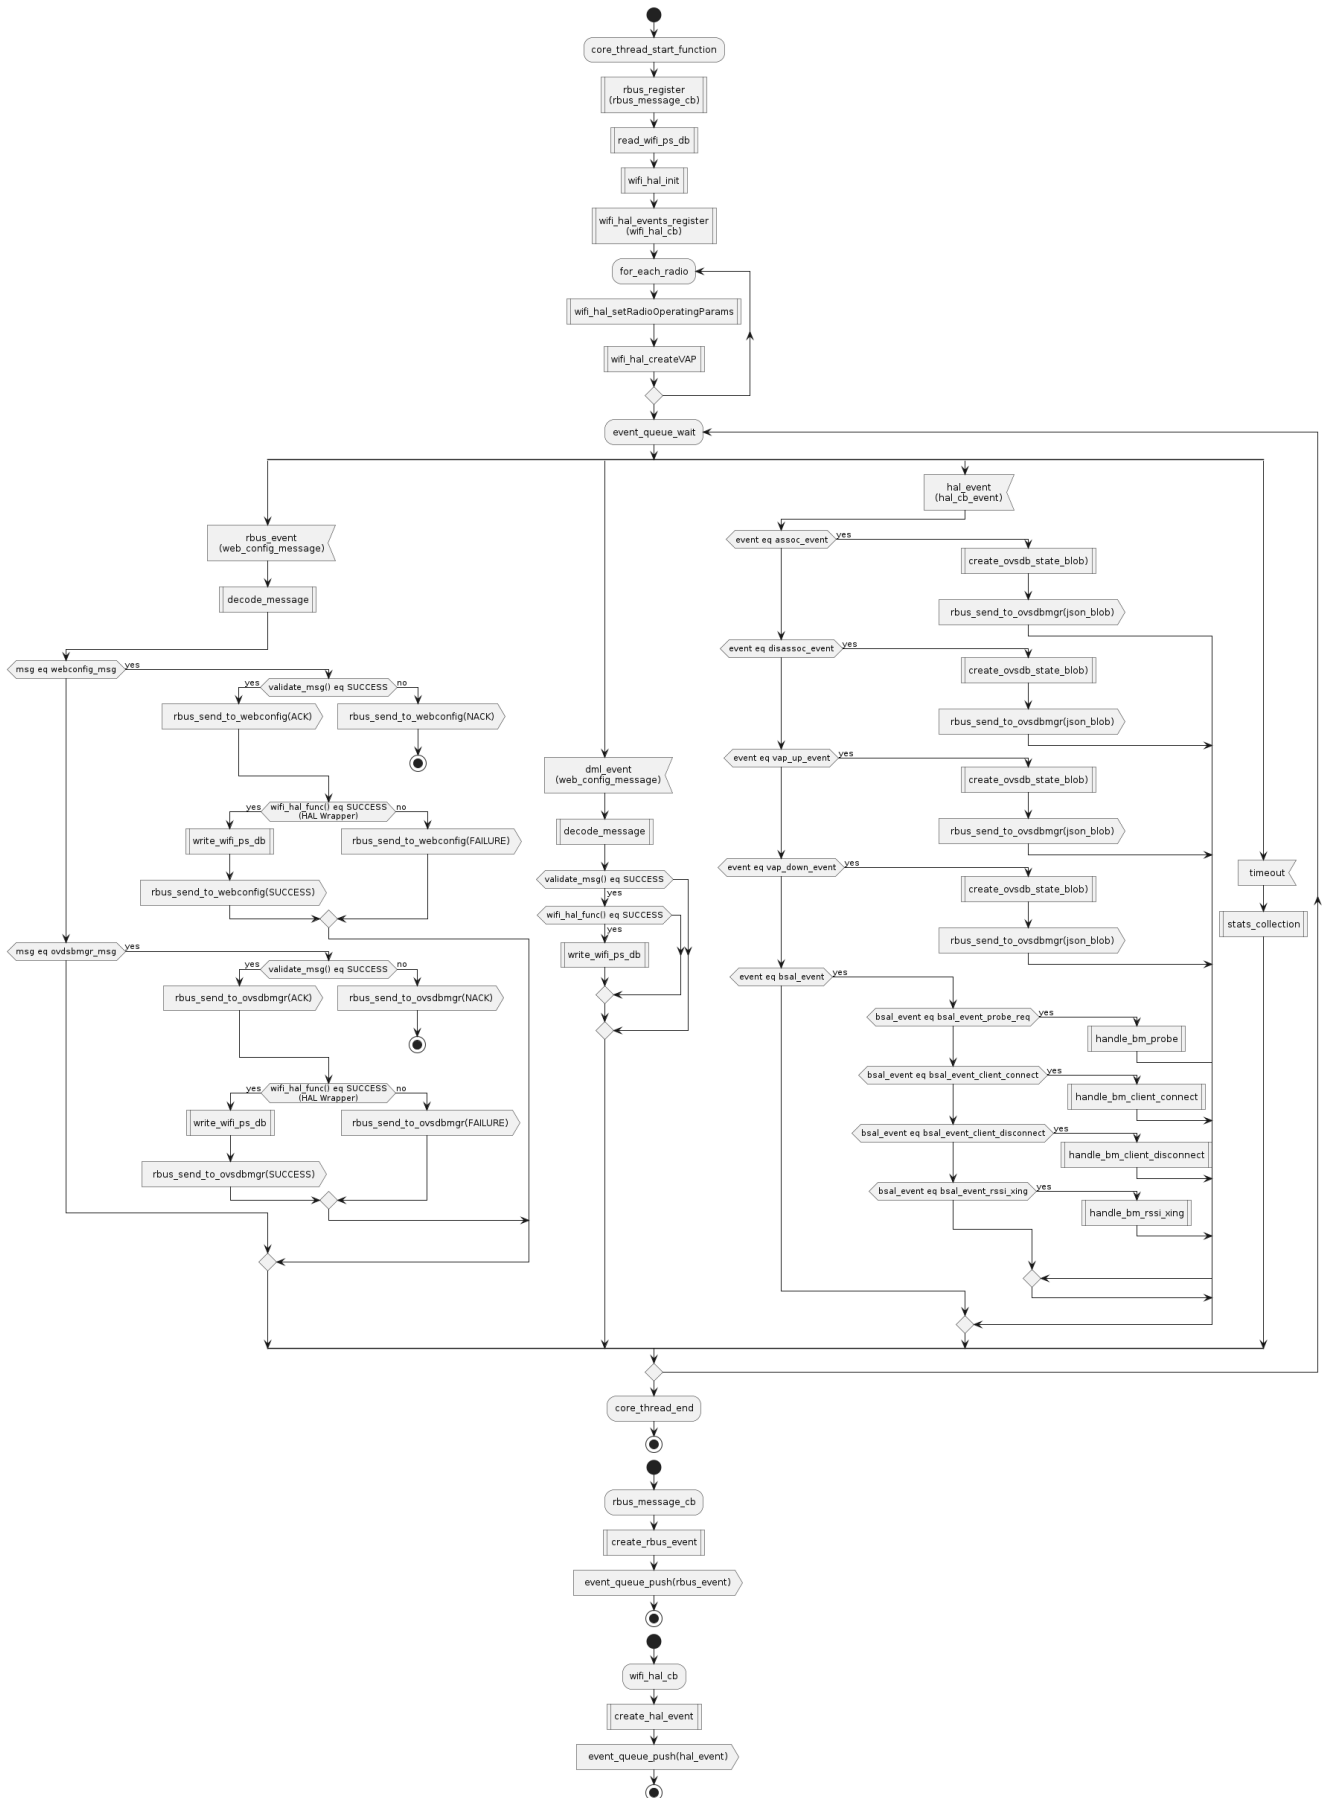 core_thread_start_function
rbus_register
(rbus_message_cb)
read_wifi_ps_db
wifi_hal_init
wifi_hal_events_register
(wifi_hal_cb)
for_each_radio
wifi_hal_setRadioOperatingParams
wifi_hal_createVAP
event_queue_wait
rbus_event
(web_config_message)
decode_message
msg eq webconfig_msg
yes
validate_msg() eq SUCCESS
yes
no
rbus_send_to_webconfig(ACK)
rbus_send_to_webconfig(NACK)
wifi_hal_func() eq SUCCESS
(HAL Wrapper)
yes
no
write_wifi_ps_db
rbus_send_to_webconfig(FAILURE)
rbus_send_to_webconfig(SUCCESS)
msg eq ovdsbmgr_msg
yes
validate_msg() eq SUCCESS
yes
no
rbus_send_to_ovsdbmgr(ACK)
rbus_send_to_ovsdbmgr(NACK)
wifi_hal_func() eq SUCCESS
(HAL Wrapper)
yes
no
write_wifi_ps_db
rbus_send_to_ovsdbmgr(FAILURE)
rbus_send_to_ovsdbmgr(SUCCESS)
dml_event
(web_config_message)
decode_message
validate_msg() eq SUCCESS
yes
wifi_hal_func() eq SUCCESS
yes
write_wifi_ps_db
hal_event
(hal_cb_event)
event eq assoc_event
yes
create_ovsdb_state_blob)
rbus_send_to_ovsdbmgr(json_blob)
event eq disassoc_event
yes
create_ovsdb_state_blob)
rbus_send_to_ovsdbmgr(json_blob)
event eq vap_up_event
yes
create_ovsdb_state_blob)
rbus_send_to_ovsdbmgr(json_blob)
event eq vap_down_event
yes
create_ovsdb_state_blob)
rbus_send_to_ovsdbmgr(json_blob)
event eq bsal_event
yes
bsal_event eq bsal_event_probe_req
yes
handle_bm_probe
bsal_event eq bsal_event_client_connect
yes
handle_bm_client_connect
bsal_event eq bsal_event_client_disconnect
yes
handle_bm_client_disconnect
bsal_event eq bsal_event_rssi_xing
yes
handle_bm_rssi_xing
timeout
stats_collection
core_thread_end
rbus_message_cb
create_rbus_event
event_queue_push(rbus_event)
wifi_hal_cb
create_hal_event
event_queue_push(hal_event)